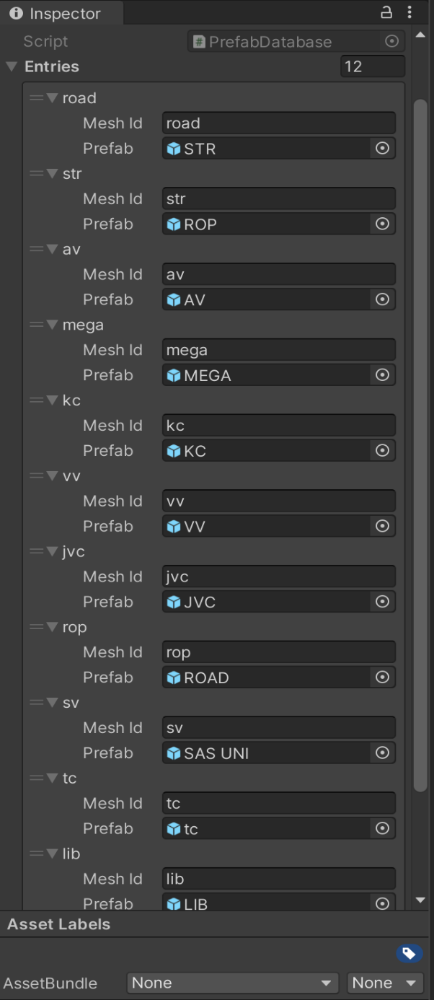 Inspector
Script PrefabDatabase
Entries 12
road
Mesh Id road
Prefab STR
str
Mesh Id str
Prefab ROP
av
Mesh Id av
Prefab AV
mega
Mesh Id mega
Prefab MEGA
kc
Mesh Id kc
Prefab KC
vv
Mesh Id vv
Prefab VV
jvc
Mesh Id jvc
Prefab JVC
rop
Mesh Id rop
Prefab ROAD
sv
Mesh Id sv
Prefab SAS UNI
tc
Mesh Id tc
Prefab tc
lib
Mesh Id lib
Prefab LIB
Asset Labels
AssetBundle None None